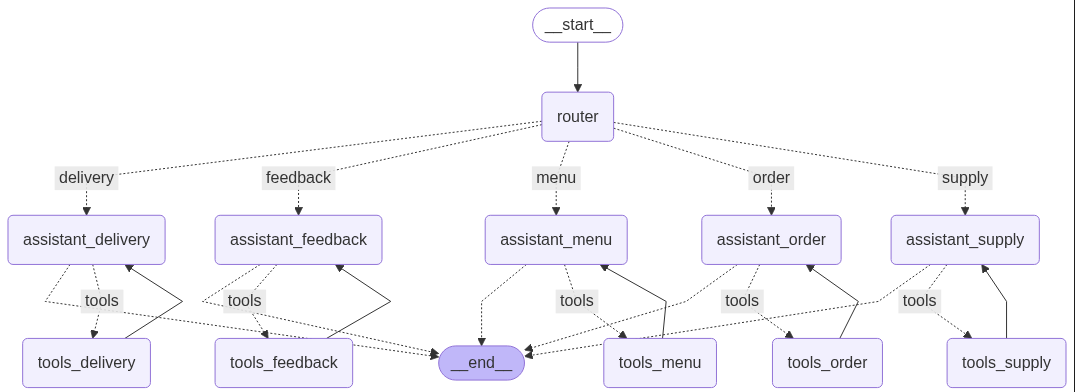 __start__
router
delivery
feedback
menu
order
supply
assistant_delivery
assistant_feedback
assistant_menu
assistant_order
assistant_supply
tools
tools
tools
tools
tools
tools_delivery
tools_feedback
__end__
tools_menu
tools_order
tools_supply